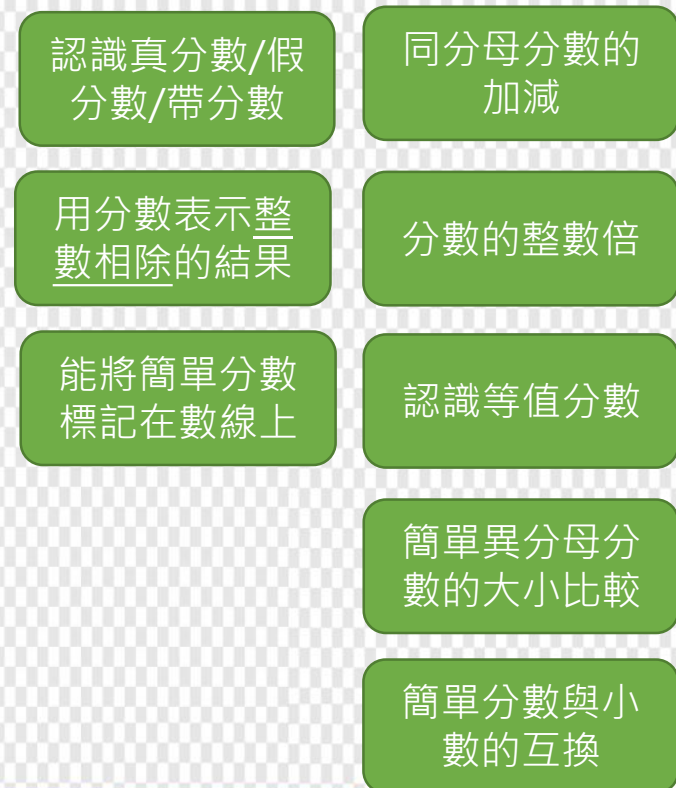 認識真分數/假
分數/帶分數
用分數表示整
數相除的結果
能將簡單分數
標記在數線上
同分母分數的
加減
分數的整數倍
認識等值分數
簡單異分母分
數的大小比較
簡單分數與小
數的互換